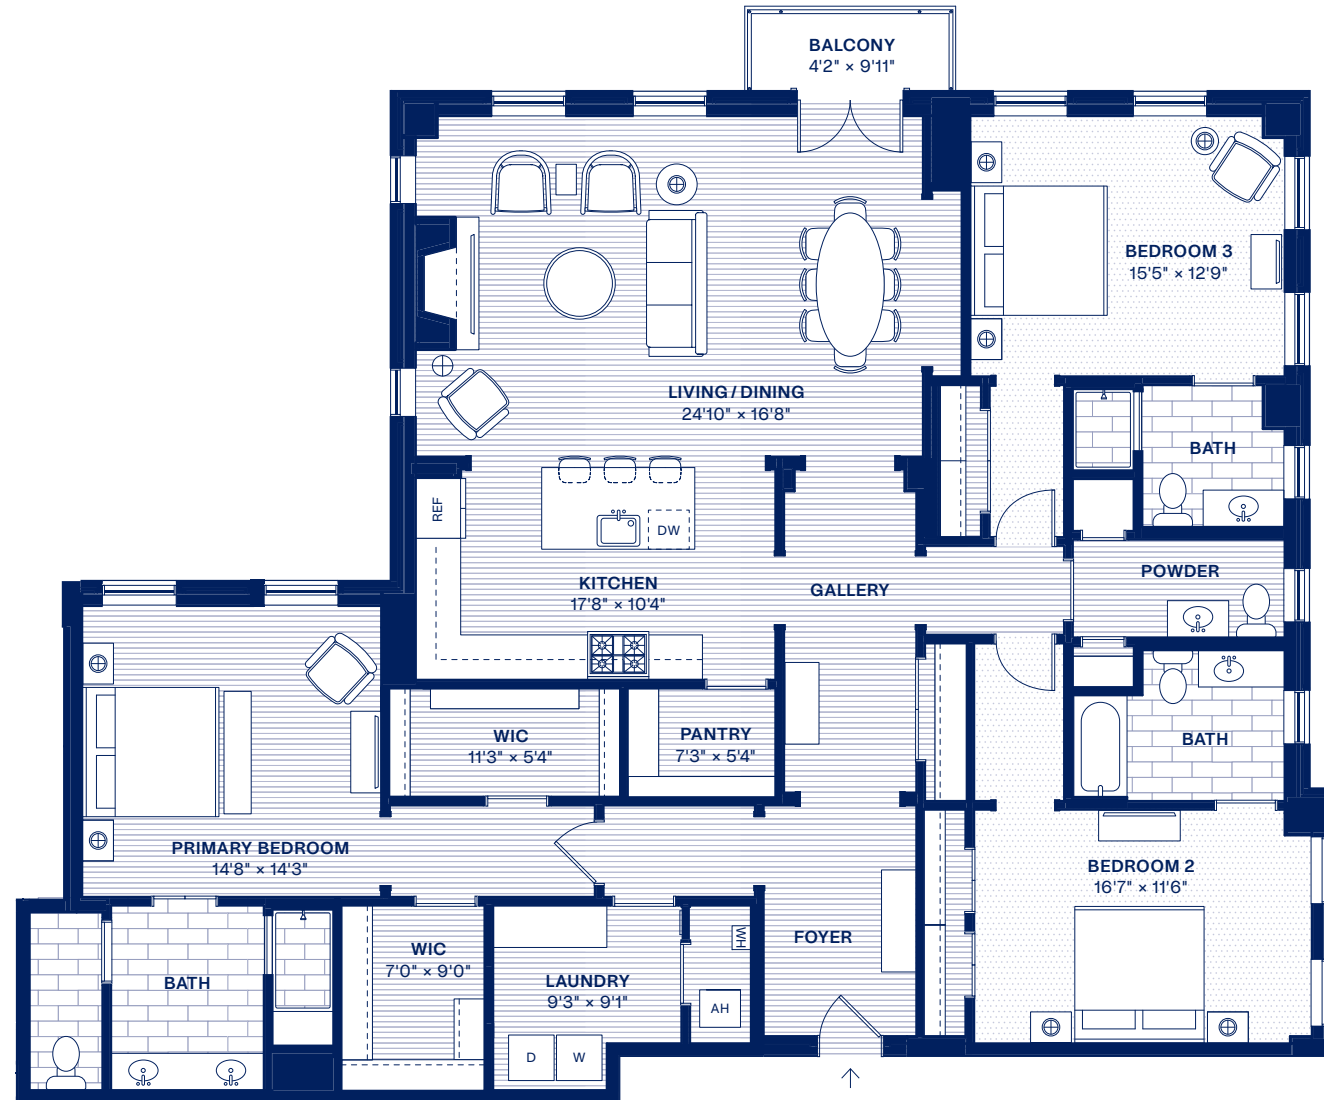 BALCONY
4'2" × 9'11"
BEDROOM 3
15'5" × 12'9"
LIVING / DINING
24'10" × 16'8"
BATH
REF
DW
KITCHEN
17'8" × 10'4"
GALLERY
POWDER
WIC
11'3" × 5'4"
PANTRY
7'3" × 5'4"
BATH
PRIMARY BEDROOM
14'8" × 14'3"
BEDROOM 2
16'7" × 11'6"
WIC
7'0" × 9'0"
FOYER
WH
BATH
LAUNDRY
9'3" × 9'1"
AH
D
W